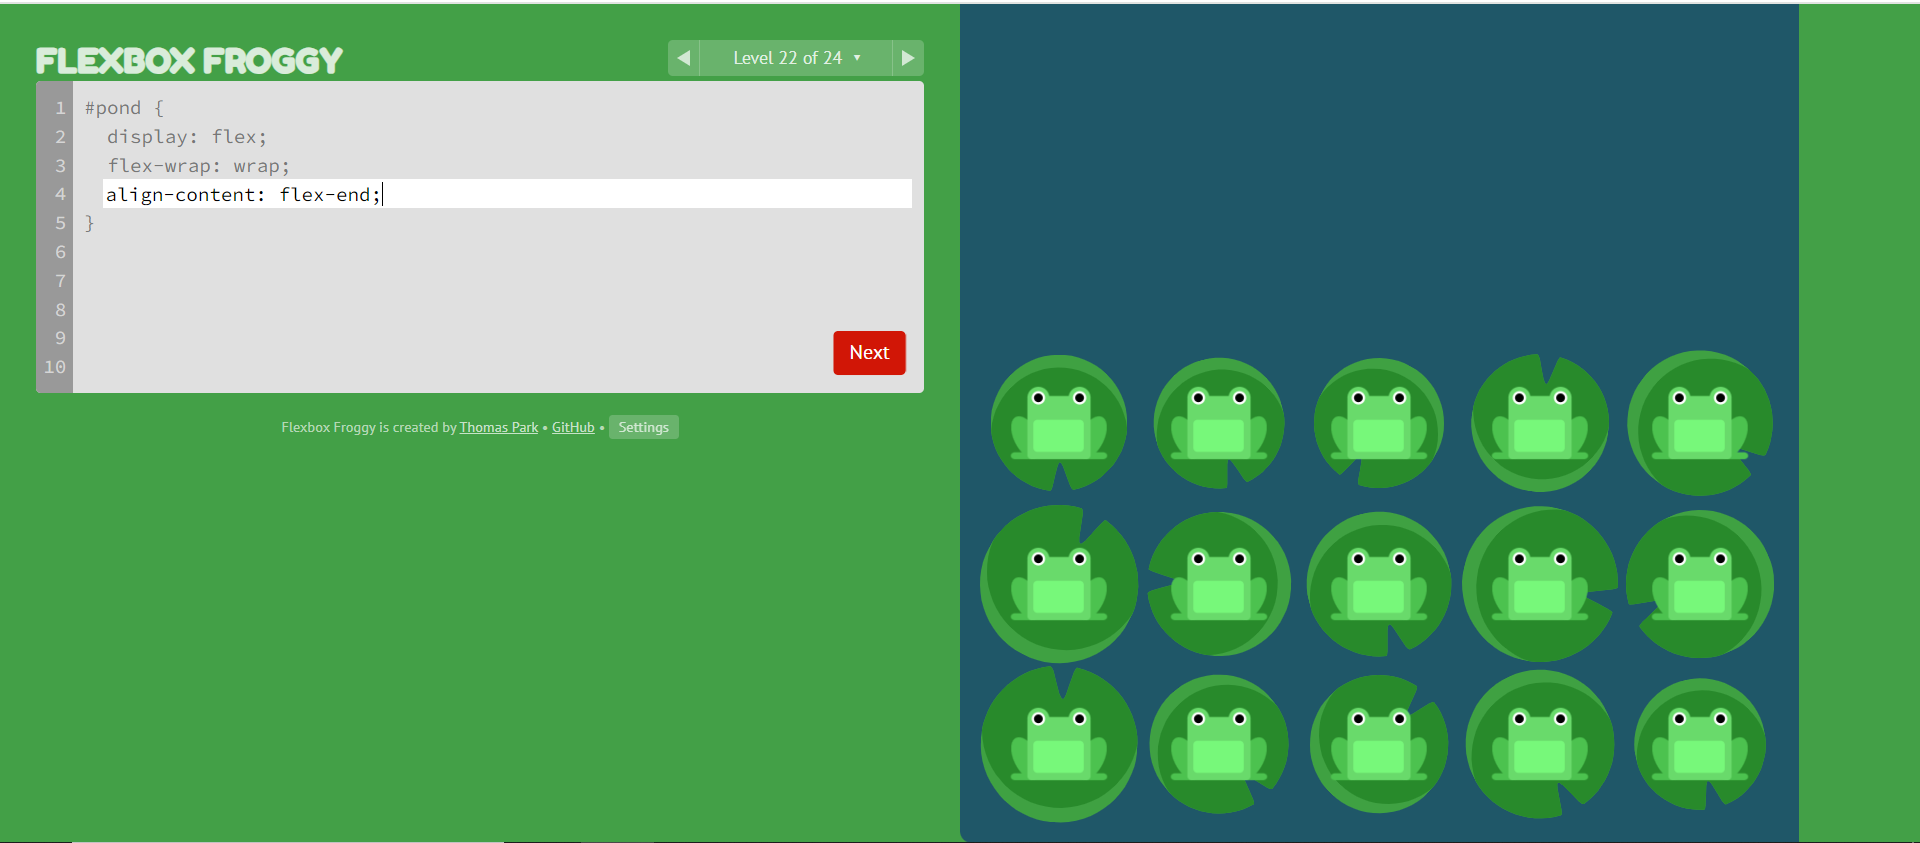 FLEXBOX FROGGY
◀ Level 22 of 24 ▼ ▶
1 #pond {
2 display: flex;
3 flex-wrap: wrap;
4 align-content: flex-end;
5 }
6
7
8
9
10
Next
Flexbox Froggy is created by Thomas Park • GitHub • Settings